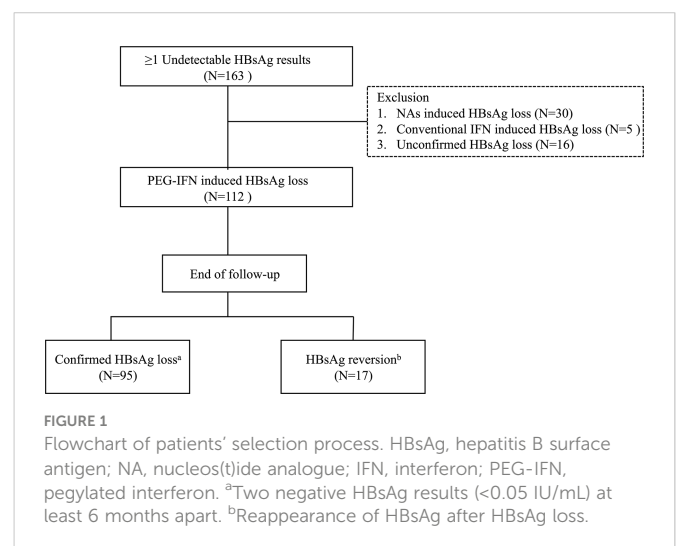 ≥1 Undetectable HBsAg results
(N=163 )
Exclusion
1. NAs induced HBsAg loss (N=30)
2. Conventional IFN induced HBsAg loss (N=5 )
3. Unconfirmed HBsAg loss (N=16)
PEG-IFN induced HBsAg loss
(N=112 )
End of follow-up
Confirmed HBsAg lossᵃ
(N=95)
HBsAg reversionᵇ
(N=17)
FIGURE 1
Flowchart of patients' selection process. HBsAg, hepatitis B surface
antigen; NA, nucleos(t)ide analogue; IFN, interferon; PEG-IFN,
pegylated interferon. ᵃTwo negative HBsAg results (<0.05 IU/mL) at
least 6 months apart. ᵇReappearance of HBsAg after HBsAg loss.